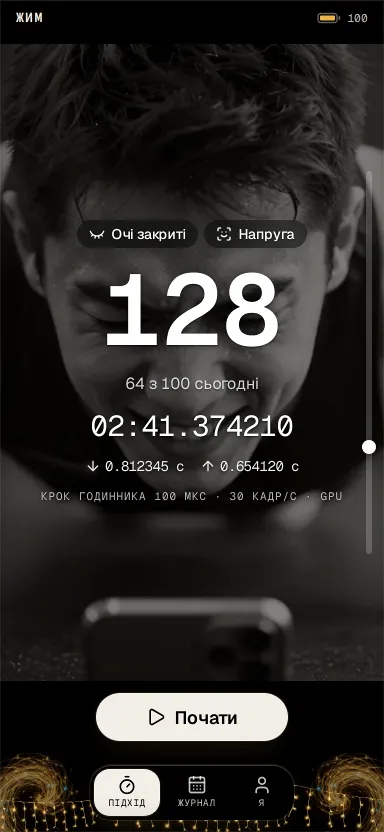 ЖИМ
100
Очі закриті
Напруга
128
64 з 100 сьогодні
02:41.374210
↓ 0.812345 с ↑ 0.654120 с
КРОК ГОДИННИКА 100 МКС · 30 КАДР/С · GPU
Почати
ПІДХІД
ЖУРНАЛ
Я